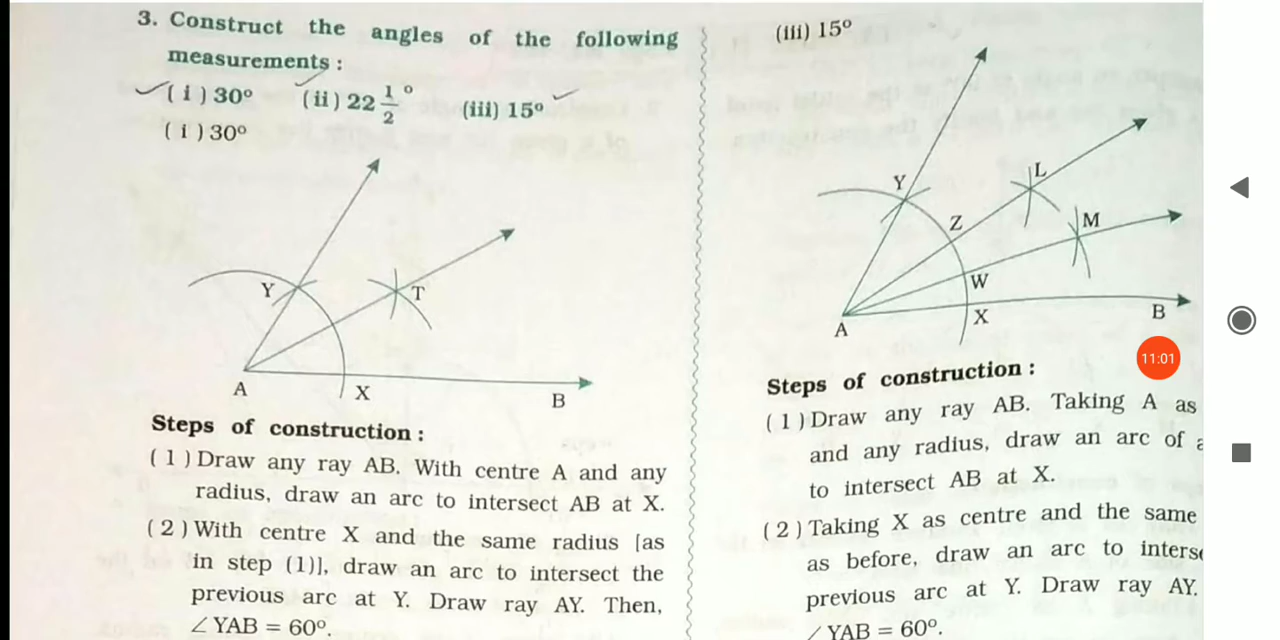 3. Construct the angles of the following
measurements :
( i ) 30° (ii) 22 1/2° (iii) 15°
( i ) 30°
Y
T
A
X
B
Steps of construction :
( 1 ) Draw any ray AB. With centre A and any
radius, draw an arc to intersect AB at X.
( 2 ) With centre X and the same radius [as
in step (1)], draw an arc to intersect the
previous arc at Y. Draw ray AY. Then,
∠ YAB = 60°.
(iii) 15°
Y
L
Z
M
W
A
X
B
11:01
Steps of construction :
( 1 ) Draw any ray AB. Taking A as
and any radius, draw an arc of
to intersect AB at X.
( 2 ) Taking X as centre and the same
as before, draw an arc to
previous arc at Y. Draw ray AY.
∠ YAB = 60°.